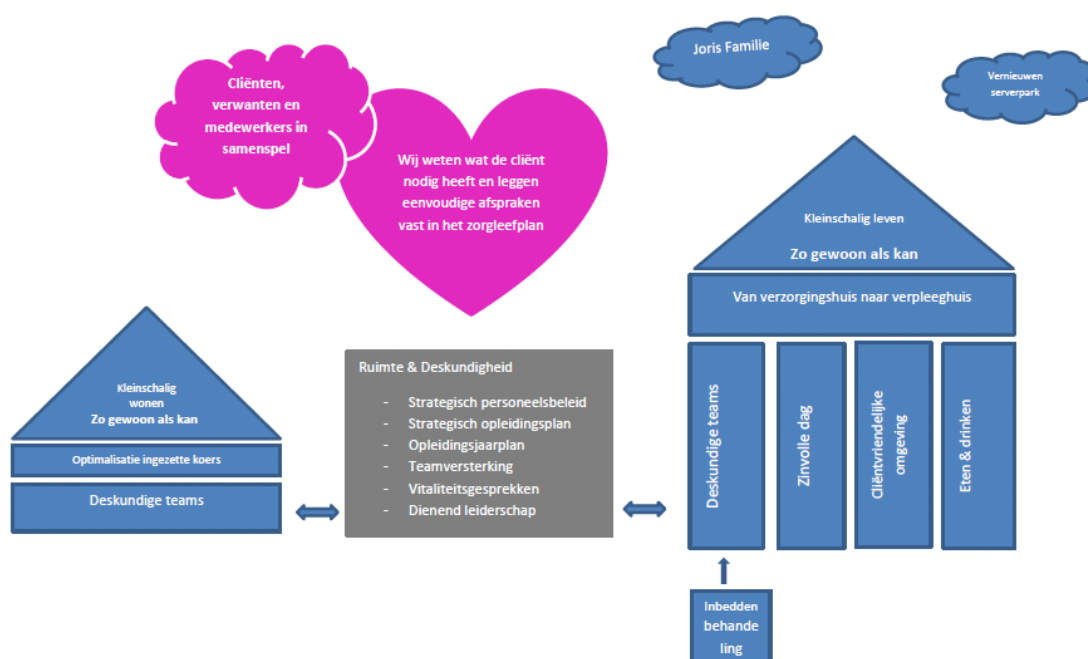 Joris Familie
Vernieuwen
serverpark
Cliënten,
verwanten en
medewerkers in
samenspel
Wij weten wat de cliënt
nodig heeft en leggen
eenvoudige afspraken
vast in het zorgleefplan
Kleinschalig leven
Zo gewoon als kan
Van verzorgingshuis naar verpleeghuis
Kleinschalig
wonen
Zo gewoon als kan
Optimalisatie ingezette koers
Deskundige teams
Ruimte & Deskundigheid
- Strategisch personeelsbeleid
- Strategisch opleidingsplan
- Opleidingsjaarplan
- Teamversterking
- Vitaliteitsgesprekken
- Dienend leiderschap
Deskundige teams
Zinvolle dag
Cliëntvriendelijke
omgeving
Eten & drinken
Inbedden
behande
ling